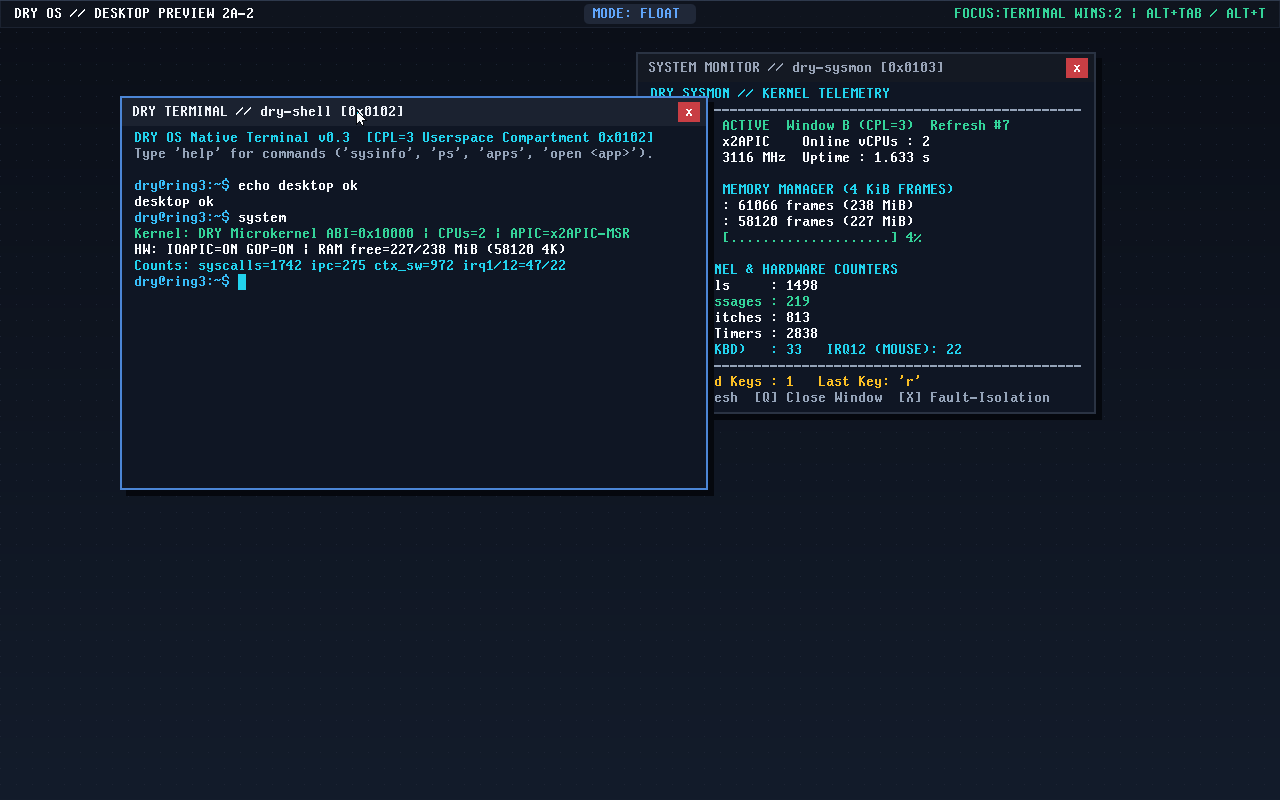 DRY OS // DESKTOP PREVIEW 2A-2
MODE: FLOAT
FOCUS:TERMINAL WINS:2 ¦ ALT+TAB / ALT+T
SYSTEM MONITOR // dry-sysmon [0x0103]
x
DRY SYSMON // KERNEL TELEMETRY
ACTIVE  Window B (CPL=3)  Refresh #7
x2APIC    Online vCPUs : 2
3116 MHz  Uptime : 1.633 s
MEMORY MANAGER (4 KiB FRAMES)
: 61066 frames (238 MiB)
: 58120 frames (227 MiB)
[.....................] 4%
NEL & HARDWARE COUNTERS
ls     : 1498
ssages : 219
itches : 813
Timers : 2838
KBD)   : 33   IRQ12 (MOUSE): 22
d Keys : 1   Last Key: 'r'
esh  [Q] Close Window  [X] Fault-Isolation
DRY TERMINAL // dry-shell [0x0102]
x
DRY OS Native Terminal v0.3  [CPL=3 Userspace Compartment 0x0102]
Type 'help' for commands ('sysinfo', 'ps', 'apps', 'open <app>').
dry@ring3:~$ echo desktop ok
desktop ok
dry@ring3:~$ system
Kernel: DRY Microkernel ABI=0x10000 ¦ CPUs=2 ¦ APIC=x2APIC-MSR
HW: IOAPIC=ON GOP=ON ¦ RAM free=227/238 MiB (58120 4K)
Counts: syscalls=1742 ipc=275 ctx_sw=972 irq1/12=47/22
dry@ring3:~$